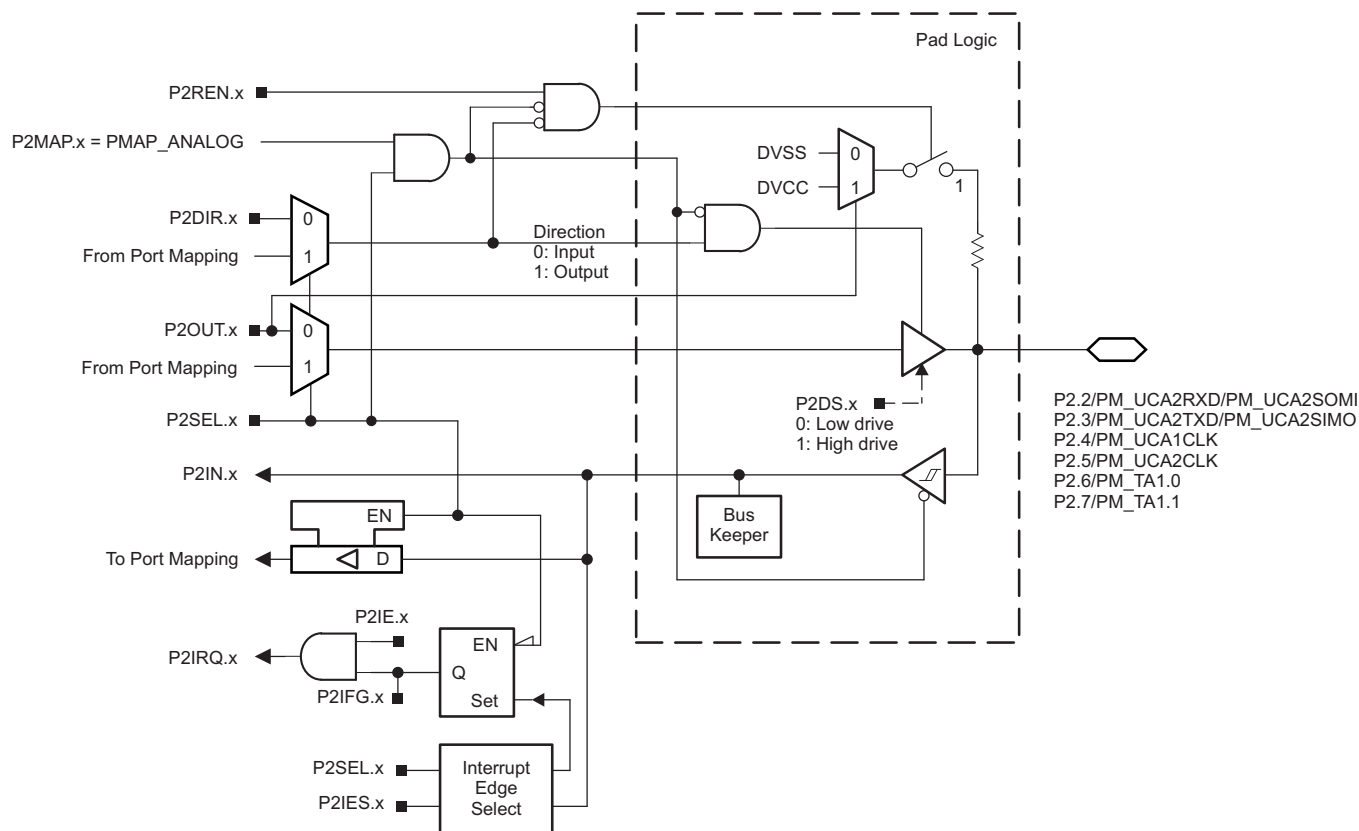 Pad Logic
P2REN.x
P2MAP.x = PMAP_ANALOG
DVSS
0
DVCC
1
1
P2DIR.x
0
From Port Mapping
1
Direction
0: Input
1: Output
P2OUT.x
0
From Port Mapping
1
P2SEL.x
P2DS.x
0: Low drive
1: High drive
P2.2/PM_UCA2RXD/PM_UCA2SOMI
P2.3/PM_UCA2TXD/PM_UCA2SIMO
P2.4/PM_UCA1CLK
P2.5/PM_UCA2CLK
P2.6/PM_TA1.0
P2.7/PM_TA1.1
P2IN.x
EN
Bus
Keeper
To Port Mapping
D
P2IE.x
EN
P2IRQ.x
Q
P2IFG.x
Set
P2SEL.x
P2IES.x
Interrupt
Edge
Select